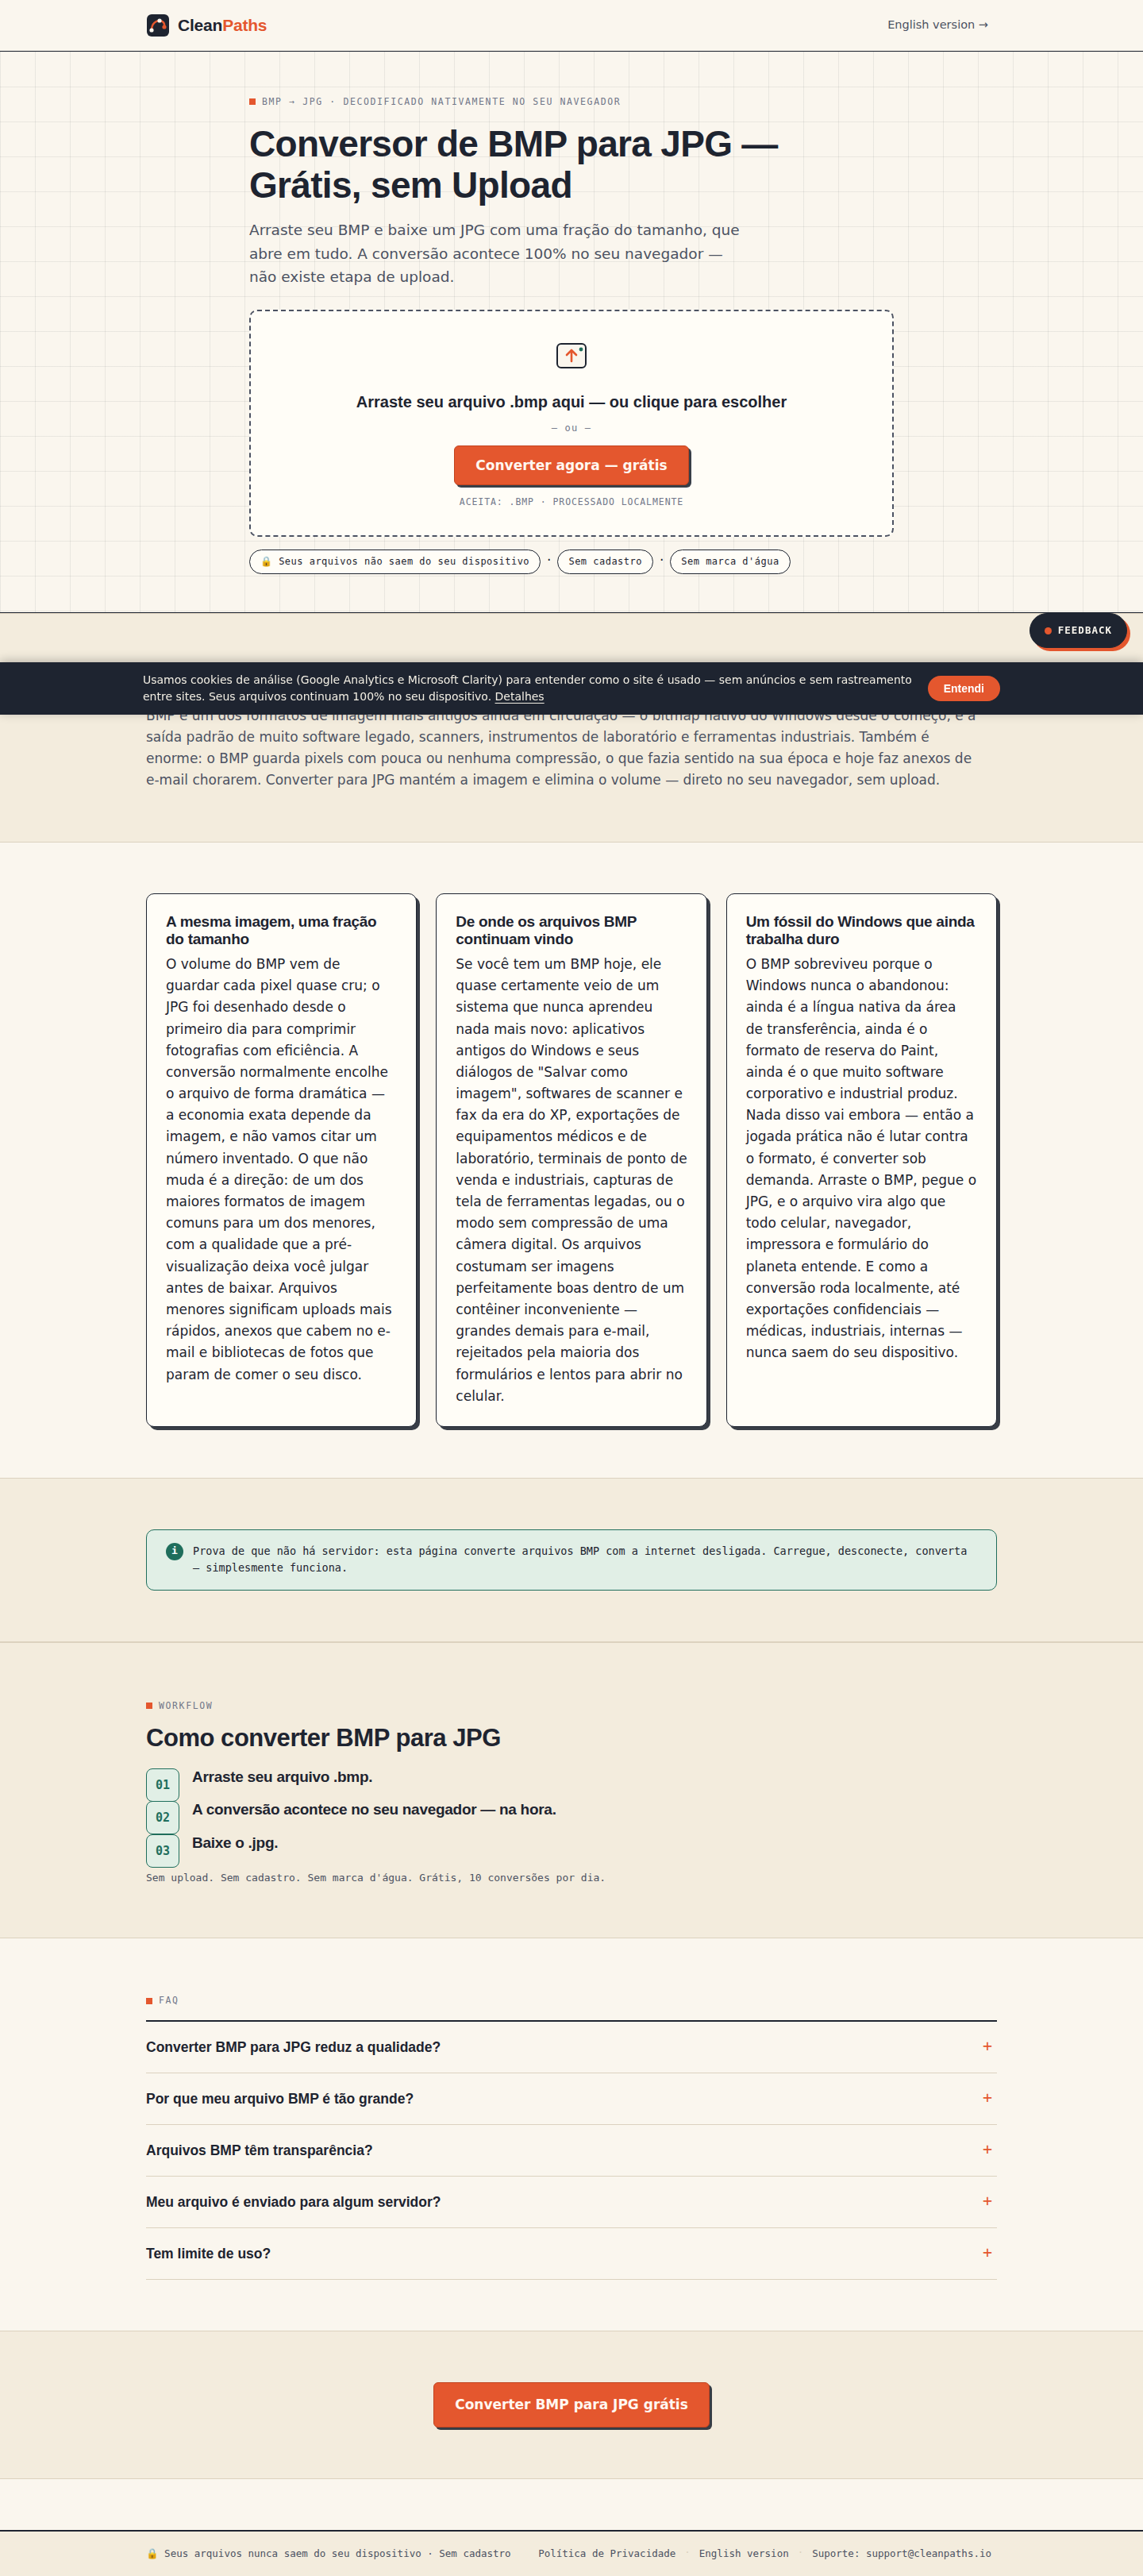 CleanPaths
English version →
BMP → JPG · DECODIFICADO NATIVAMENTE NO SEU NAVEGADOR
Conversor de BMP para JPG —
Grátis, sem Upload
Arraste seu BMP e baixe um JPG com uma fração do tamanho, que
abre em tudo. A conversão acontece 100% no seu navegador —
não existe etapa de upload.
Arraste seu arquivo .bmp aqui — ou clique para escolher
— ou —
Converter agora — grátis
ACEITA: .BMP · PROCESSADO LOCALMENTE
🔒 Seus arquivos não saem do seu dispositivo · Sem cadastro · Sem marca d'água
FEEDBACK
Usamos cookies de análise (Google Analytics e Microsoft Clarity) para entender como o site é usado — sem anúncios e sem rastreamento
entre sites. Seus arquivos continuam 100% no seu dispositivo. Detalhes
Entendi
BMP é um dos formatos de imagem mais antigos ainda em circulação — o bitmap nativo do Windows desde o começo, e a
saída padrão de muito software legado, scanners, instrumentos de laboratório e ferramentas industriais. Também é
enorme: o BMP guarda pixels com pouca ou nenhuma compressão, o que fazia sentido na sua época e hoje faz anexos de
e-mail chorarem. Converter para JPG mantém a imagem e elimina o volume — direto no seu navegador, sem upload.
A mesma imagem, uma fração
do tamanho
O volume do BMP vem de
guardar cada pixel quase cru; o
JPG foi desenhado desde o
primeiro dia para comprimir
fotografias com eficiência. A
conversão normalmente encolhe
o arquivo de forma dramática —
a economia exata depende da
imagem, e não vamos citar um
número inventado. O que não
muda é a direção: de um dos
maiores formatos de imagem
comuns para um dos menores,
com a qualidade que a pré-
visualização deixa você julgar
antes de baixar. Arquivos
menores significam uploads mais
rápidos, anexos que cabem no e-
mail e bibliotecas de fotos que
param de comer o seu disco.
De onde os arquivos BMP
continuam vindo
Se você tem um BMP hoje, ele
quase certamente veio de um
sistema que nunca aprendeu
nada mais novo: aplicativos
antigos do Windows e seus
diálogos de "Salvar como
imagem", softwares de scanner e
fax da era do XP, exportações de
equipamentos médicos e de
laboratório, terminais de ponto de
venda e industriais, capturas de
tela de ferramentas legadas, ou o
modo sem compressão de uma
câmera digital. Os arquivos
costumam ser imagens
perfeitamente boas dentro de um
contêiner inconveniente —
grandes demais para e-mail,
rejeitados pela maioria dos
formulários e lentos para abrir no
celular.
Um fóssil do Windows que ainda
trabalha duro
O BMP sobreviveu porque o
Windows nunca o abandonou:
ainda é a língua nativa da área
de transferência, ainda é o
formato de reserva do Paint,
ainda é o que muito software
corporativo e industrial produz.
Nada disso vai embora — então a
jogada prática não é lutar contra
o formato, é converter sob
demanda. Arraste o BMP, pegue o
JPG, e o arquivo vira algo que
todo celular, navegador,
impressora e formulário do
planeta entende. E como a
conversão roda localmente, até
exportações confidenciais —
médicas, industriais, internas —
nunca saem do seu dispositivo.
i Prova de que não há servidor: esta página converte arquivos BMP com a internet desligada. Carregue, desconecte, converta
— simplesmente funciona.
WORKFLOW
Como converter BMP para JPG
01 Arraste seu arquivo .bmp.
02 A conversão acontece no seu navegador — na hora.
03 Baixe o .jpg.
Sem upload. Sem cadastro. Sem marca d'água. Grátis, 10 conversões por dia.
FAQ
Converter BMP para JPG reduz a qualidade? +
Por que meu arquivo BMP é tão grande? +
Arquivos BMP têm transparência? +
Meu arquivo é enviado para algum servidor? +
Tem limite de uso? +
Converter BMP para JPG grátis
🔒 Seus arquivos nunca saem do seu dispositivo · Sem cadastro Política de Privacidade · English version · Suporte: support@cleanpaths.io